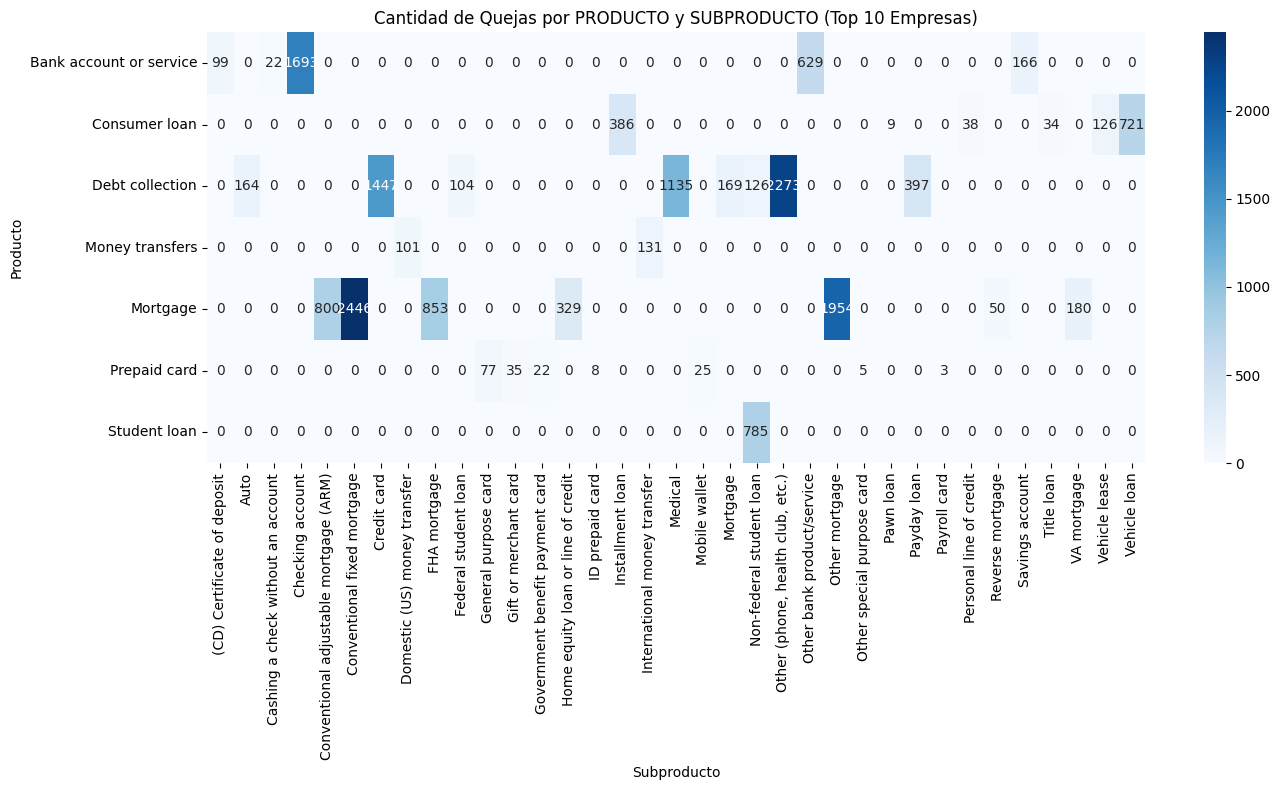 Cantidad de Quejas por PRODUCTO y SUBPRODUCTO (Top 10 Empresas)
Producto
Bank account or service 99 0 22 1693 0 0 0 0 0 0 0 0 0 0 0 0 0 0 0 0 0 0 629 0 0 0 0 0 0 0 166 0 0 0 0
Consumer loan 0 0 0 0 0 0 0 0 0 0 0 0 0 0 0 386 0 0 0 0 0 0 0 0 0 9 0 0 38 0 0 34 0 126 721
Debt collection 0 164 0 0 0 0 1447 0 0 104 0 0 0 0 0 0 0 1135 0 169 126 2273 0 0 0 0 397 0 0 0 0 0 0 0 0
Money transfers 0 0 0 0 0 0 0 101 0 0 0 0 0 0 0 0 131 0 0 0 0 0 0 0 0 0 0 0 0 0 0 0 0 0 0
Mortgage 0 0 0 0 800 2446 0 0 853 0 0 0 0 329 0 0 0 0 0 0 0 0 0 1954 0 0 0 0 0 50 0 0 180 0 0
Prepaid card 0 0 0 0 0 0 0 0 0 0 77 35 22 0 8 0 0 0 25 0 0 0 0 0 5 0 0 3 0 0 0 0 0 0 0
Student loan 0 0 0 0 0 0 0 0 0 0 0 0 0 0 0 0 0 0 0 0 785 0 0 0 0 0 0 0 0 0 0 0 0 0 0
(CD) Certificate of deposit
Auto
Cashing a check without an account
Checking account
Conventional adjustable mortgage (ARM)
Conventional fixed mortgage
Credit card
Domestic (US) money transfer
FHA mortgage
Federal student loan
General purpose card
Gift or merchant card
Government benefit payment card
Home equity loan or line of credit
ID prepaid card
Installment loan
International money transfer
Medical
Mobile wallet
Mortgage
Non-federal student loan
Other (phone, health club, etc.)
Other bank product/service
Other mortgage
Other special purpose card
Pawn loan
Payday loan
Payroll card
Personal line of credit
Reverse mortgage
Savings account
Title loan
VA mortgage
Vehicle lease
Vehicle loan
Subproducto
2000
1500
1000
500
0